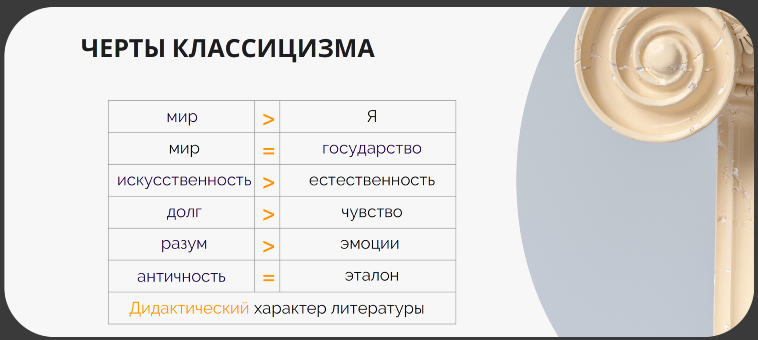 ЧЕРТЫ КЛАССИЦИЗМА
мир > Я
мир = государство
искусственность > естественность
долг > чувство
разум > эмоции
античность = эталон
Дидактический характер литературы